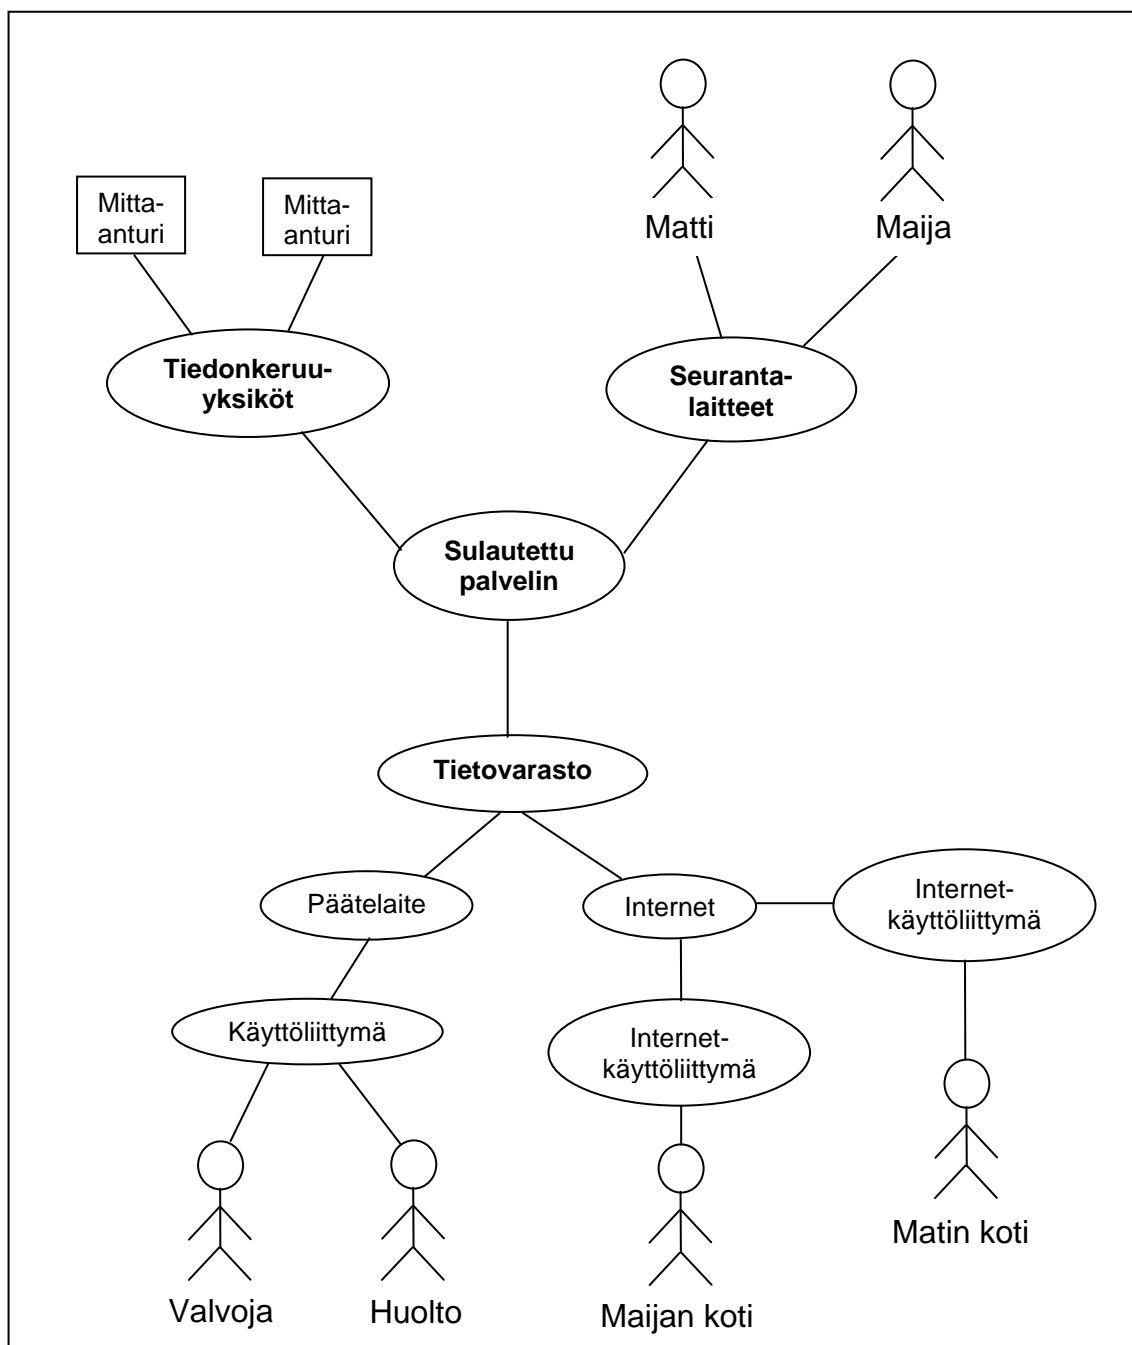 Mitta-
anturi
Mitta-
anturi
Matti
Maija
Tiedonkeruu-
yksiköt
Seuranta-
laitteet
Sulautettu
palvelin
Tietovarasto
Päätelaite
Internet
Internet-
käyttöliittymä
Käyttöliittymä
Internet-
käyttöliittymä
Valvoja
Huolto
Maijan koti
Matin koti